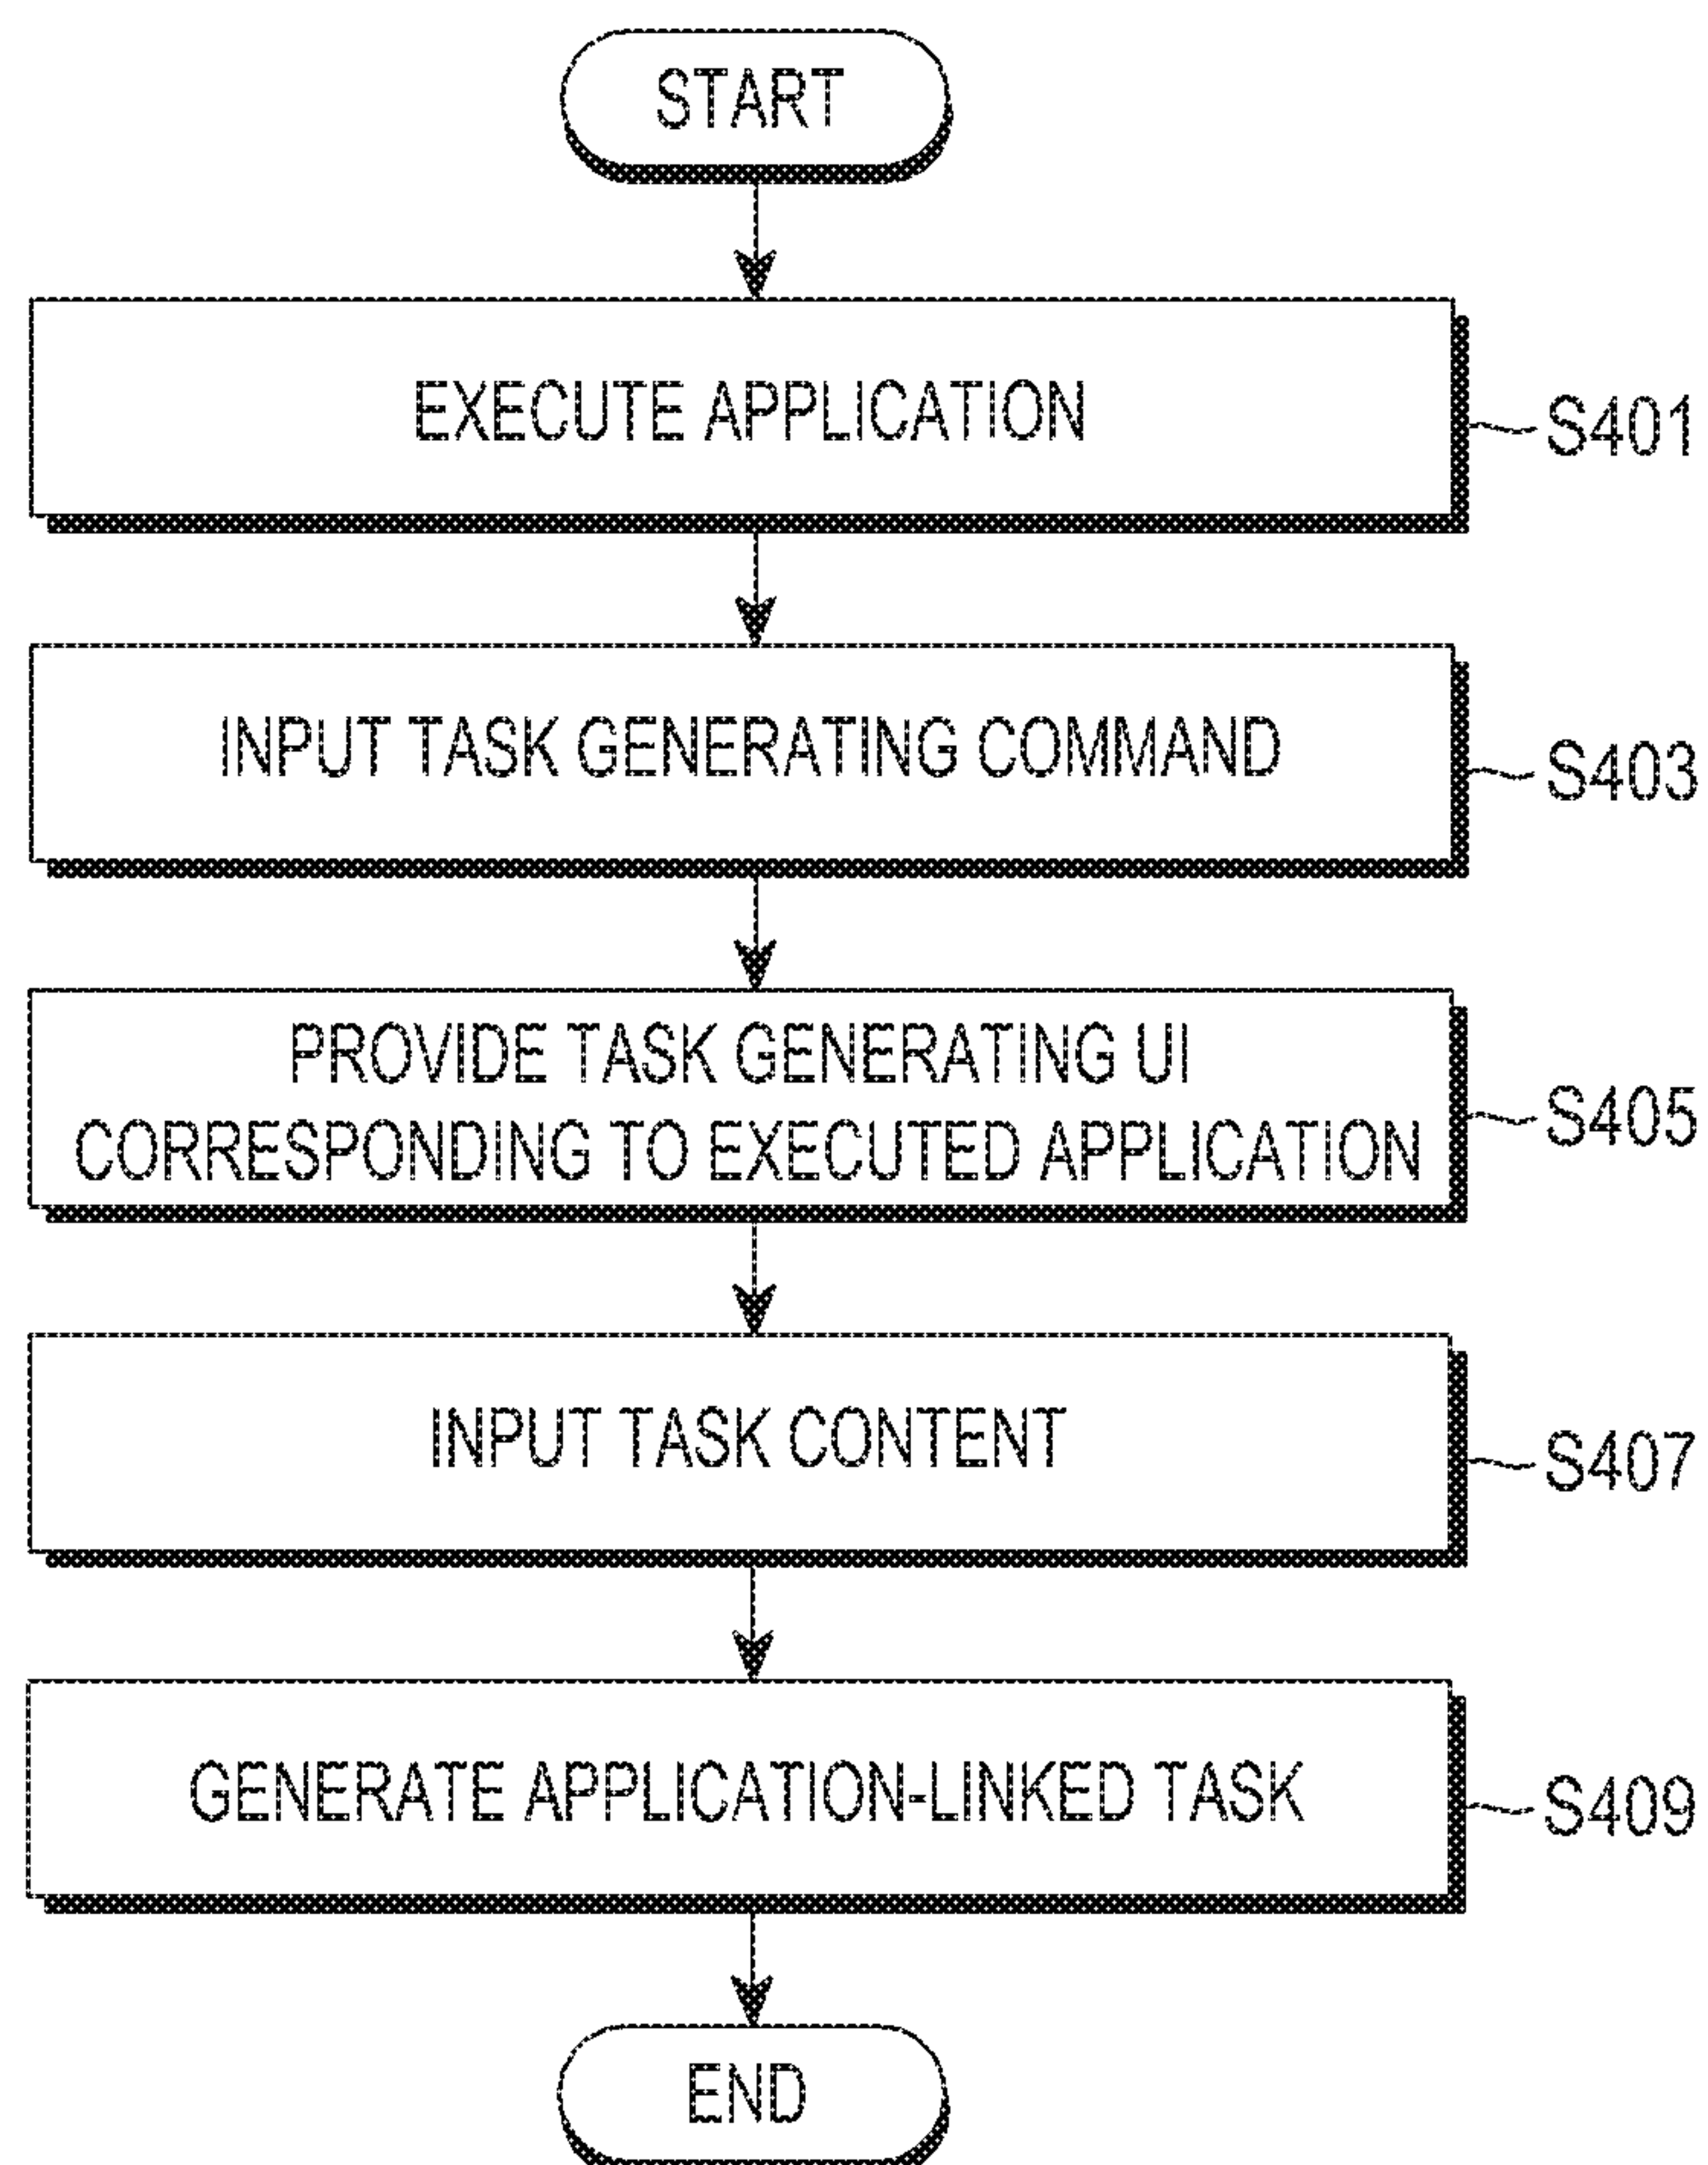 START
EXECUTE APPLICATION
S401
INPUT TASK GENERATING COMMAND
S403
PROVIDE TASK GENERATING UI
CORRESPONDING TO EXECUTED APPLICATION
S405
INPUT TASK CONTENT
S407
GENERATE APPLICATION-LINKED TASK
S409
END